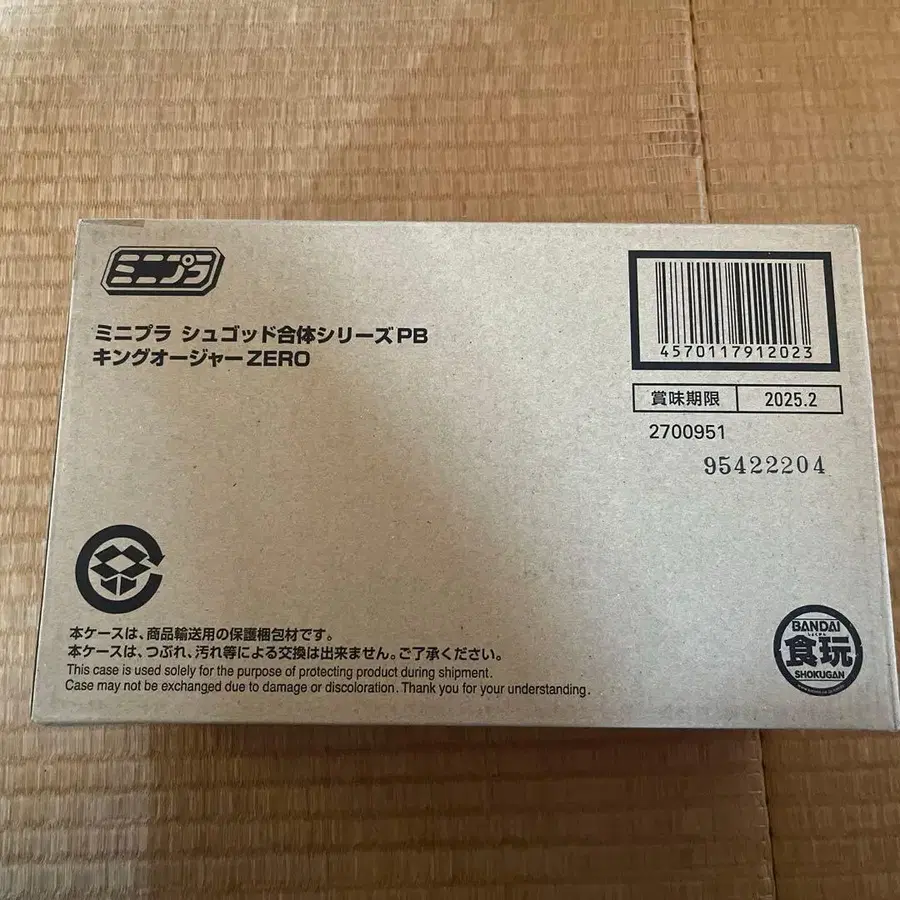 ミニプラ
ミニプラ シュゴッド合体シリーズPB
キングオージャーZERO
4570117912023
賞味期限 2025.2
2700951
95422204
本ケースは、商品輸送用の保護梱包材です。
本ケースは、つぶれ、汚れ等による交換は出来ません。ご了承ください。
This case is used solely for the purpose of protecting product during shipment.
Case may not be exchanged due to damage or discoloration. Thank you for your understanding.
BANDAI
しょくがん
食玩
SHOKUGAN